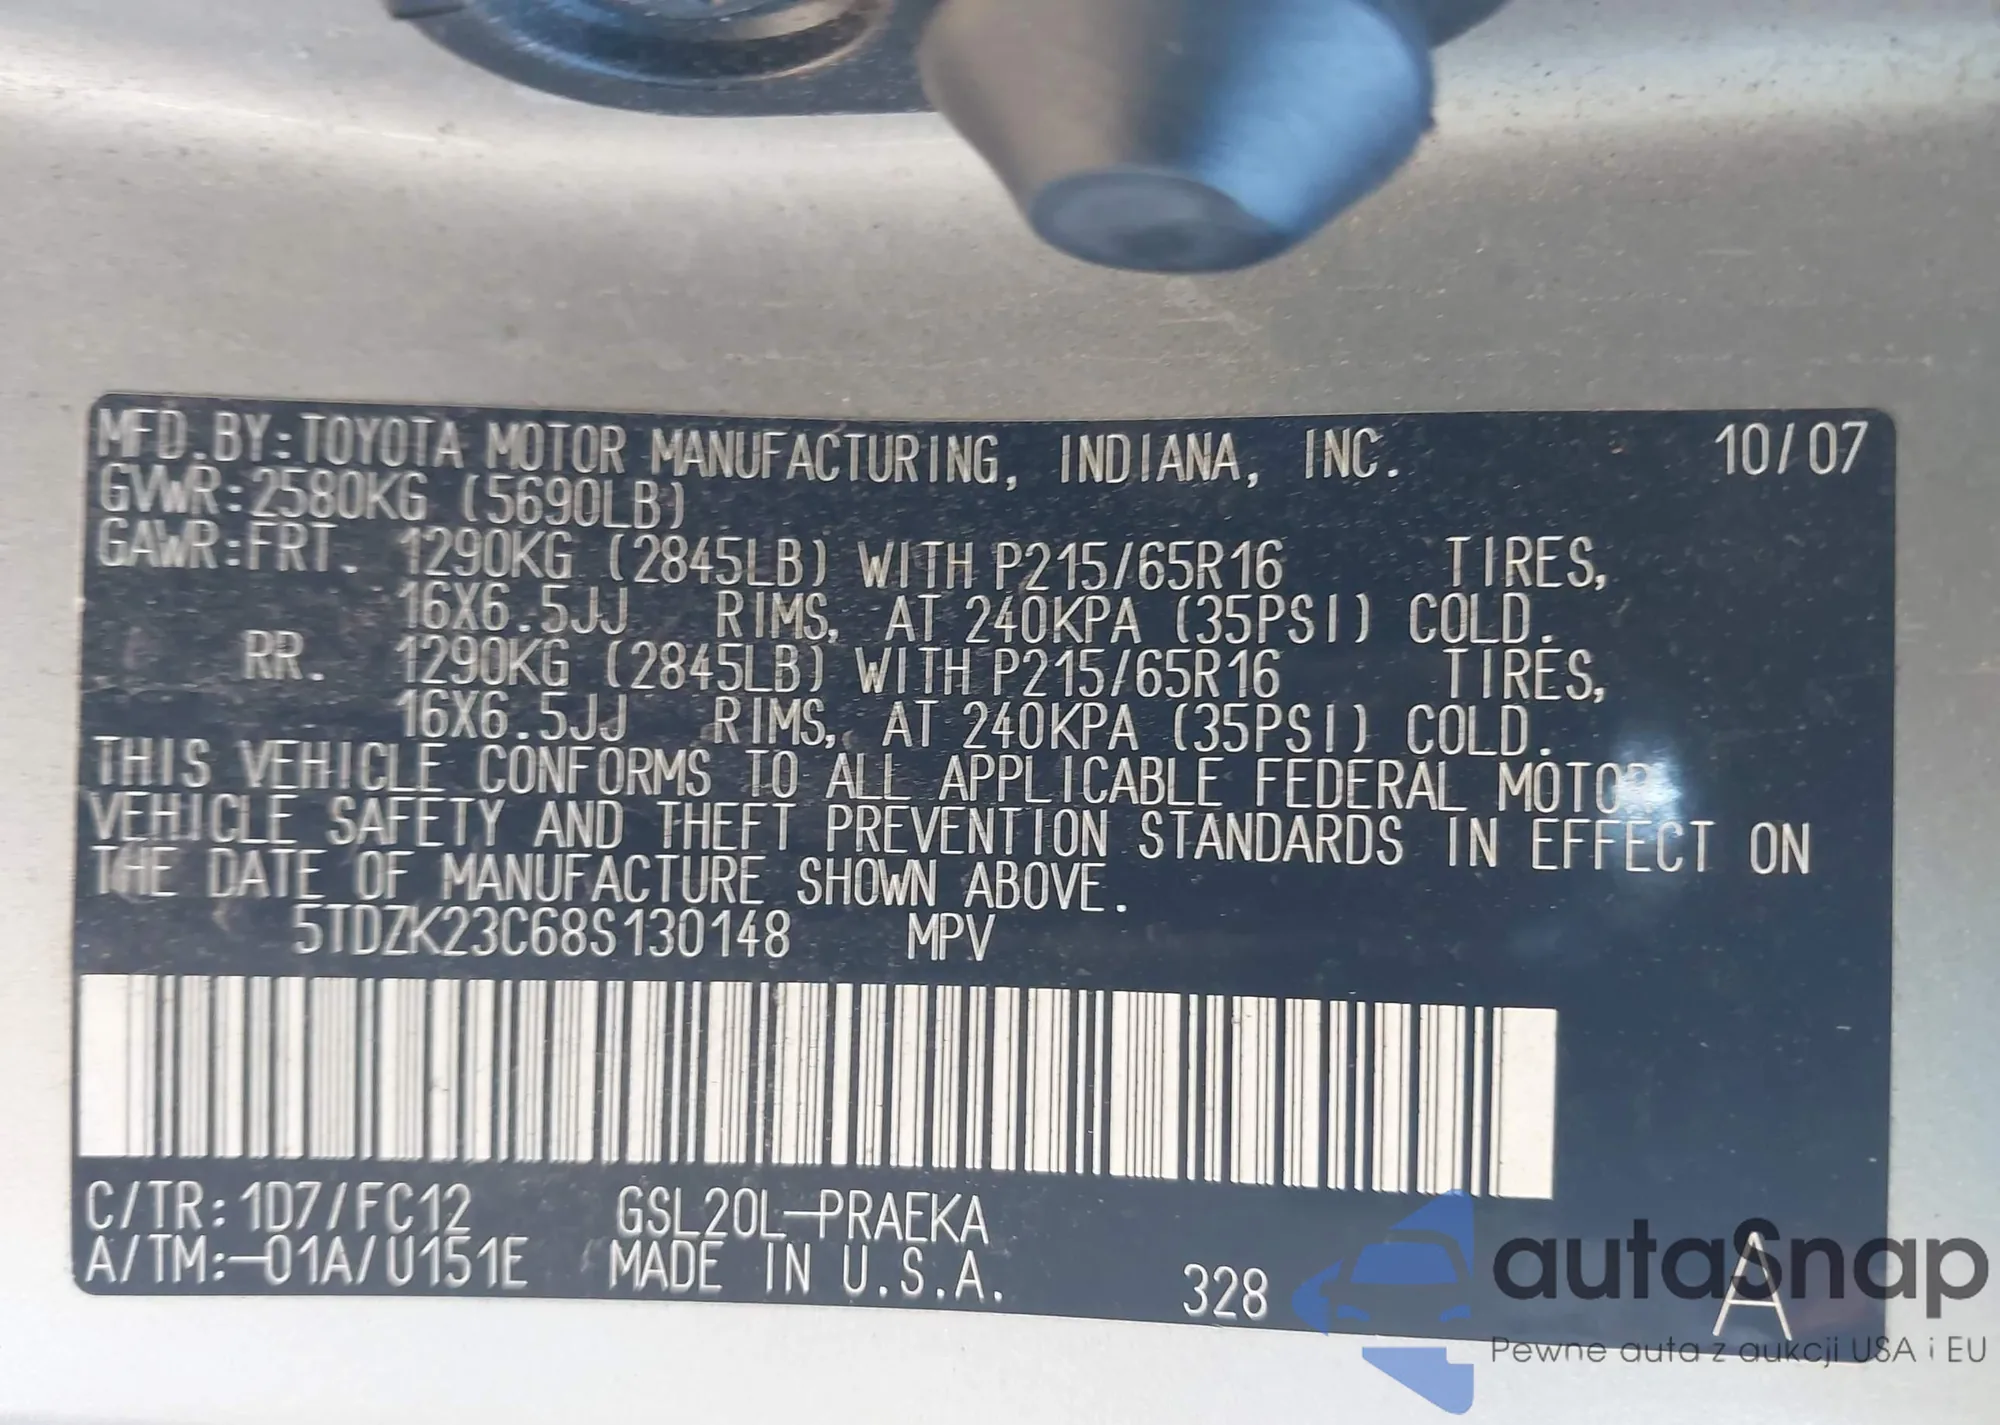 MFD.BY:TOYOTA MOTOR MANUFACTURING, INDIANA, INC. 10/07
GVWR:2580KG (5690LB)
GAWR:FRT. 1290KG (2845LB) WITH P215/65R16 TIRES,
16X6.5JJ RIMS, AT 240KPA (35PSI) COLD.
RR. 1290KG (2845LB) WITH P215/65R16 TIRES,
16X6.5JJ RIMS, AT 240KPA (35PSI) COLD.
THIS VEHICLE CONFORMS TO ALL APPLICABLE FEDERAL MOTOR
VEHICLE SAFETY AND THEFT PREVENTION STANDARDS IN EFFECT ON
THE DATE OF MANUFACTURE SHOWN ABOVE.
5TDZK23C68S130148 MPV
C/TR:1D7/FC12 GSL20L-PRAEKA
A/TM:-01A/U151E MADE IN U.S.A. 328 A
autaSnap
Pewne auta z aukcji USA i EU